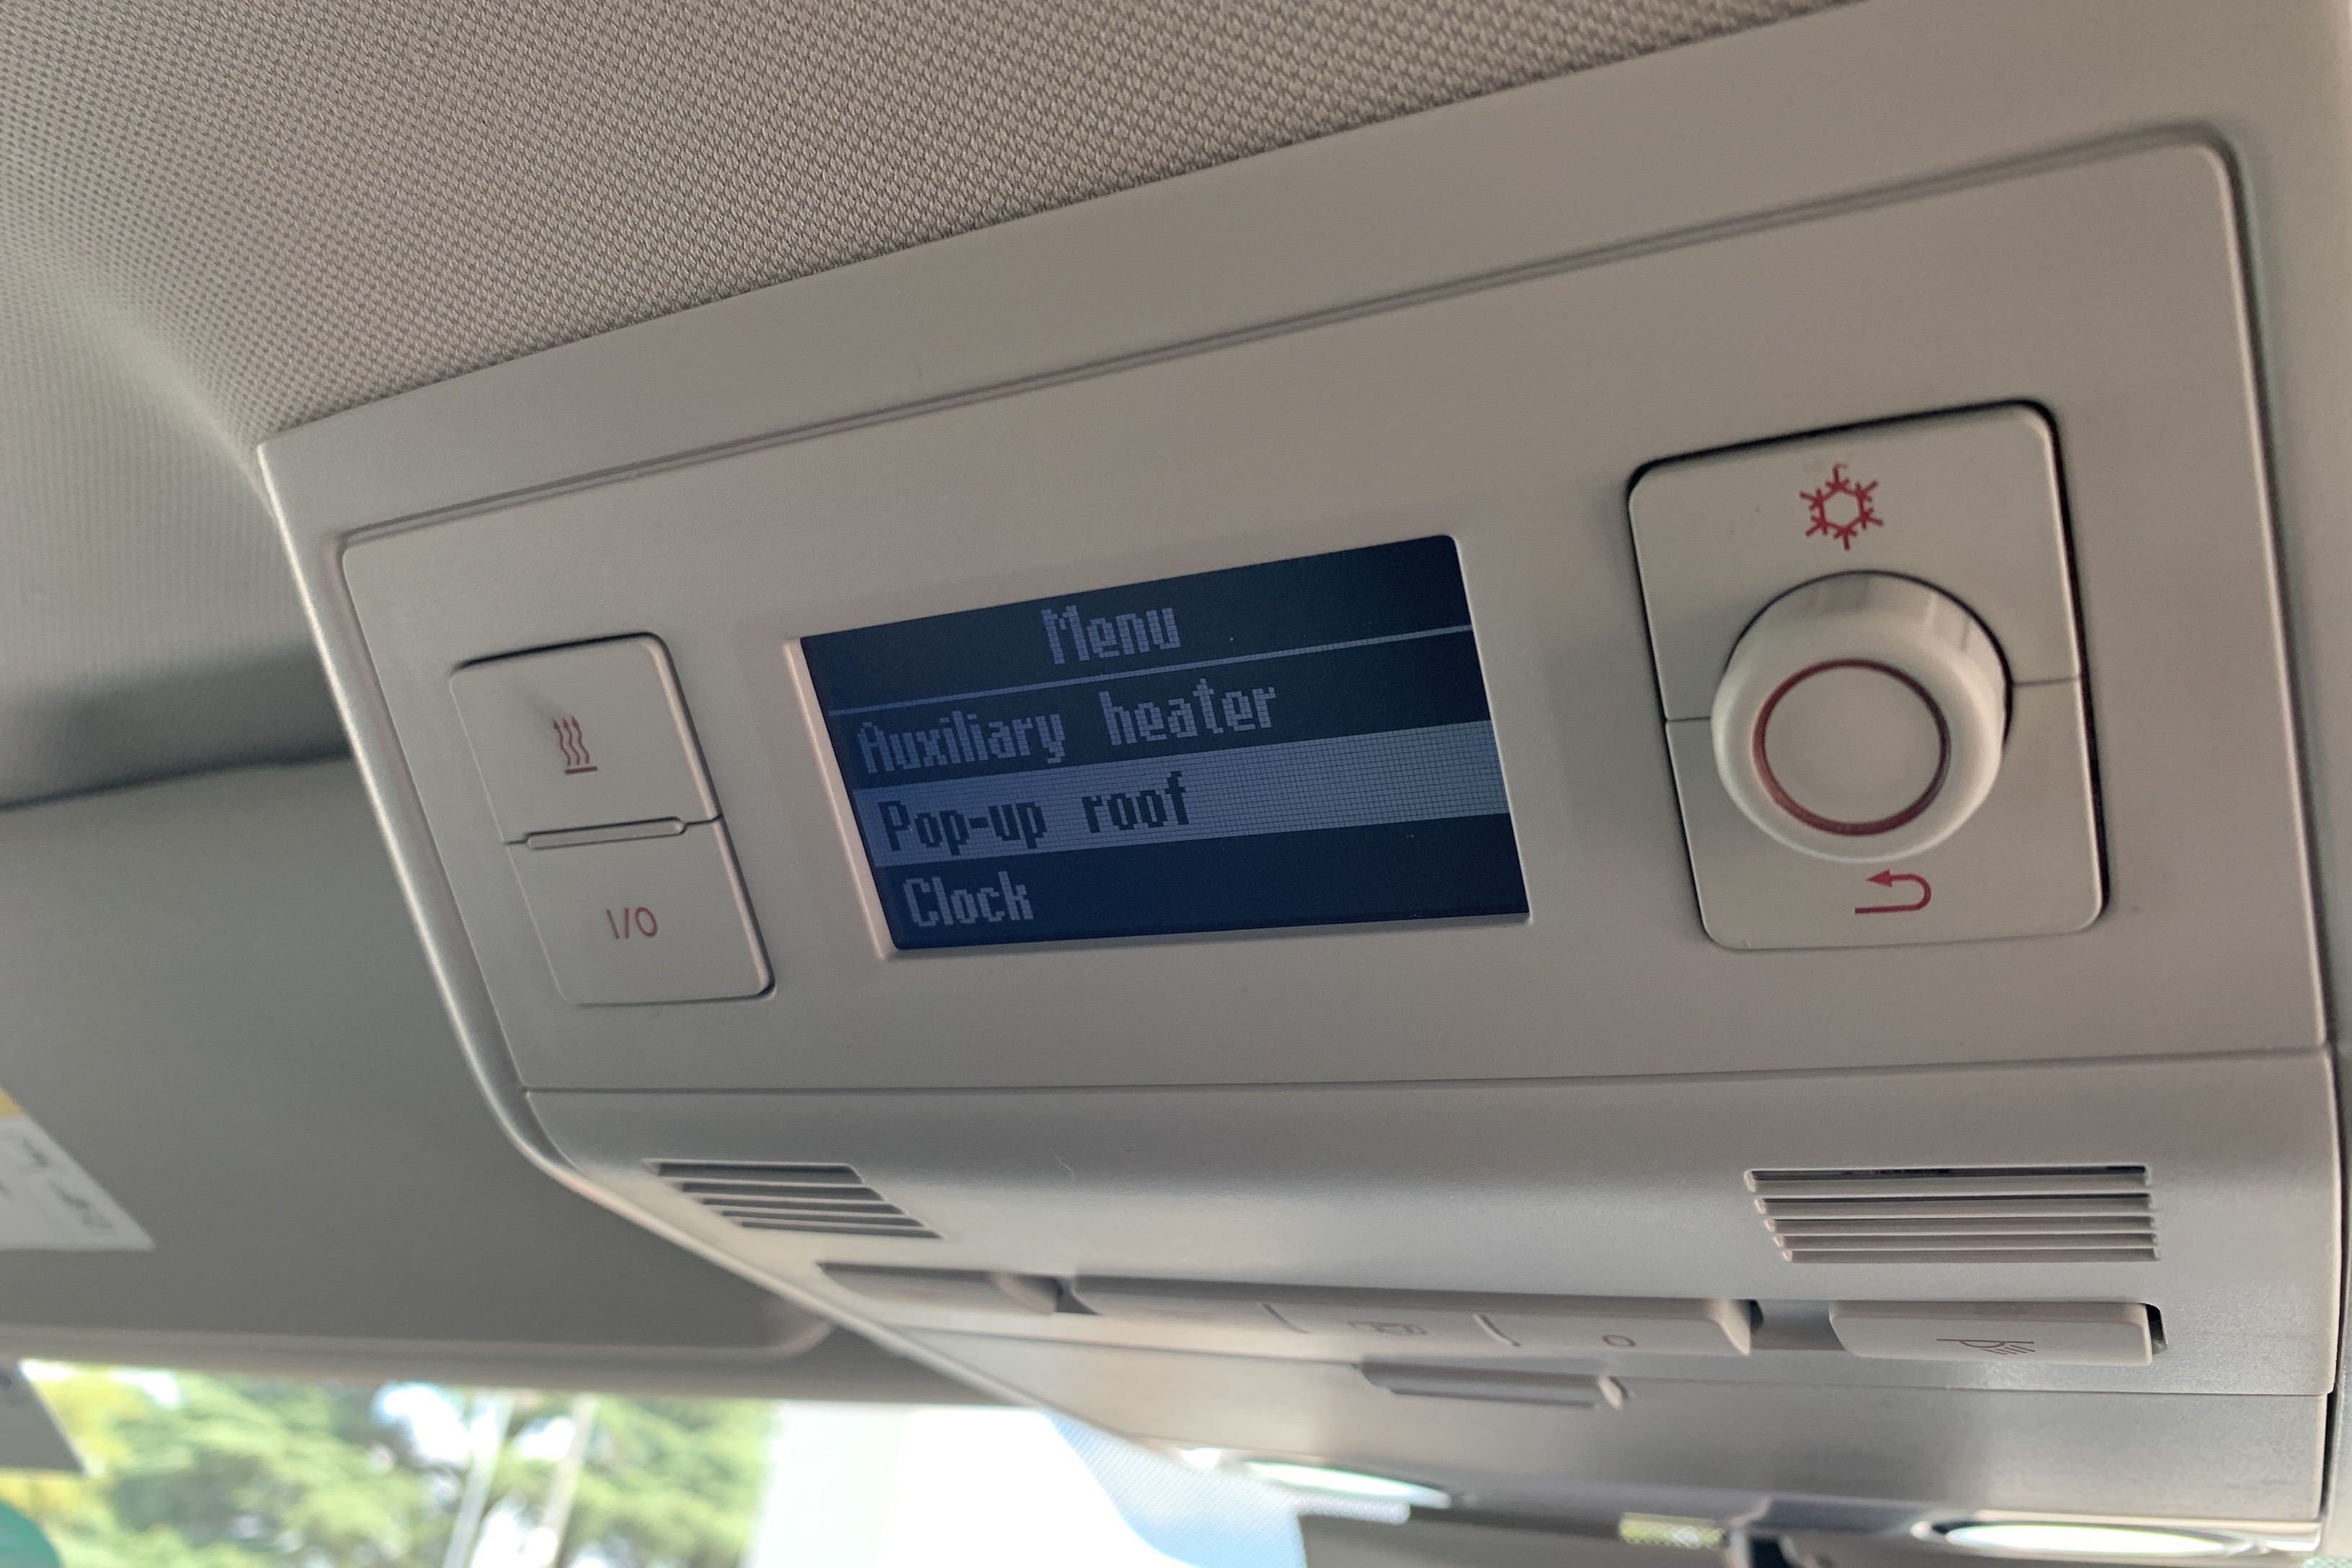 Menu
Auxiliary heater
Pop-up roof
Clock
I/O